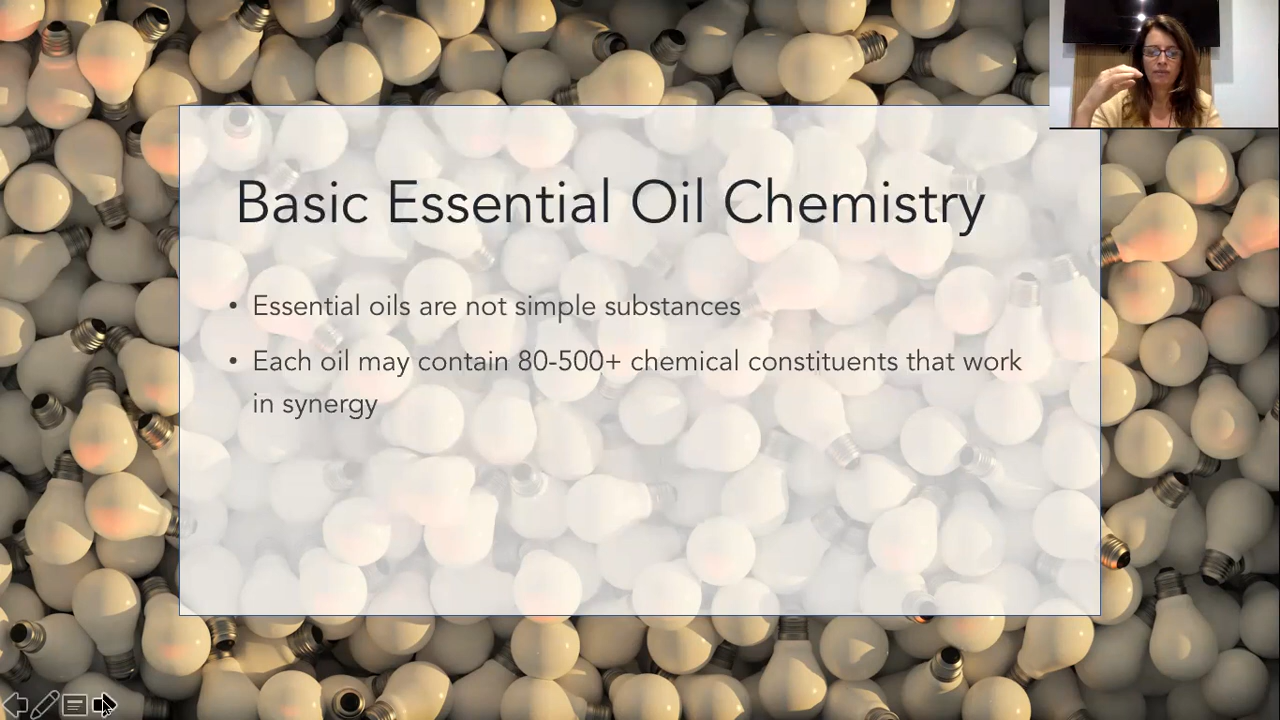 Basic Essential Oil Chemistry
• Essential oils are not simple substances
• Each oil may contain 80-500+ chemical constituents that work
in synergy